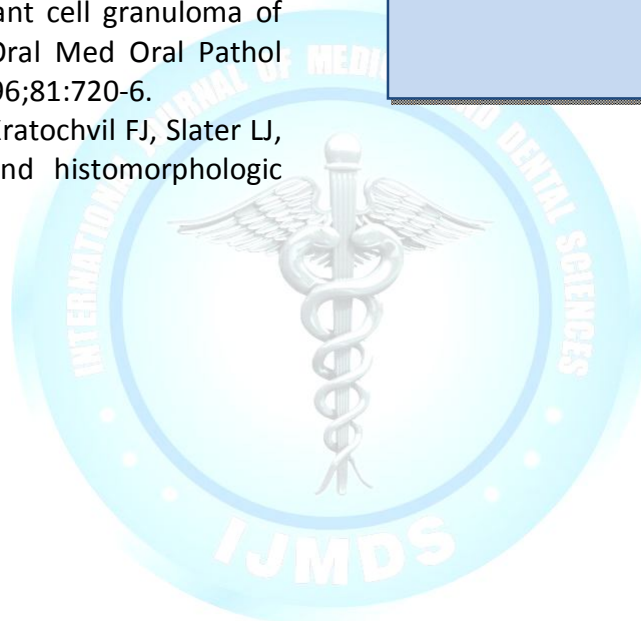 ant cell granuloma of
Oral Med Oral Pathol
96;81:720-6.
Kratochvil FJ, Slater LJ,
nd histomorphologic
INTERNATIONAL JOURNAL OF MEDICAL AND DENTAL SCIENCES
IJMDS